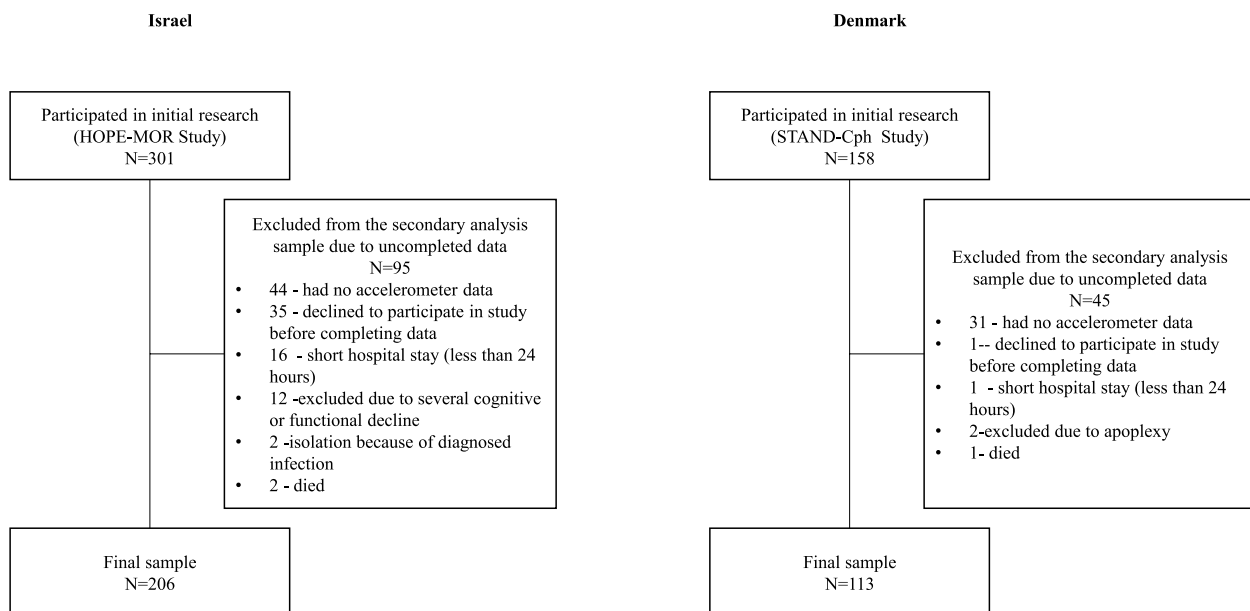 Israel
Participated in initial research
(HOPE-MOR Study)
N=301
Excluded from the secondary analysis
sample due to uncompleted data
N=95
• 44 - had no accelerometer data
• 35 - declined to participate in study
before completing data
• 16 - short hospital stay (less than 24
hours)
• 12 -excluded due to several cognitive
or functional decline
• 2 -isolation because of diagnosed
infection
• 2 - died
Final sample
N=206
Denmark
Participated in initial research
(STAND-Cph Study)
N=158
Excluded from the secondary analysis
sample due to uncompleted data
N=45
• 31 - had no accelerometer data
• 1-- declined to participate in study
before completing data
• 1 - short hospital stay (less than 24
hours)
• 2-excluded due to apoplexy
• 1- died
Final sample
N=113